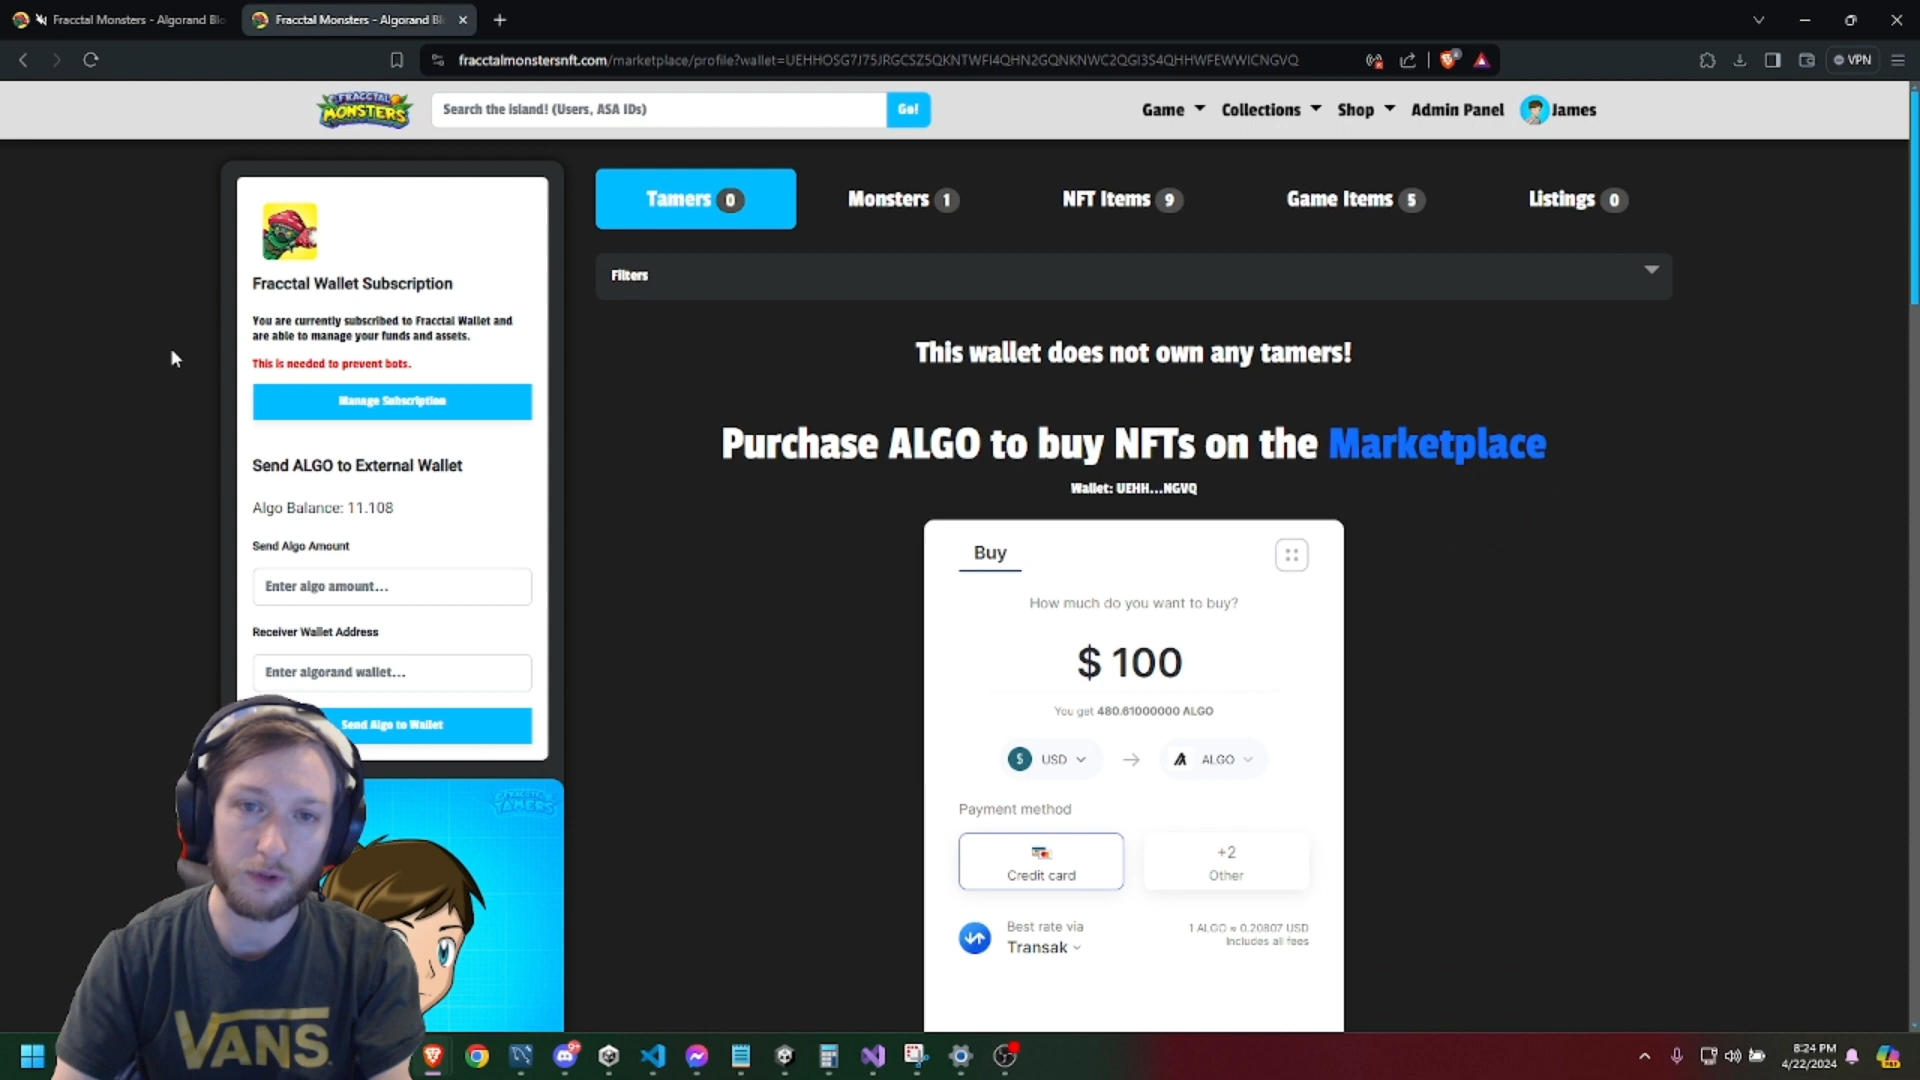 Fracctal Monsters - Algorand Blo
Fracctal Monsters - Algorand Bl
fracctalmonstersnft.com/marketplace/profile?wallet=UEHHOSG7J75JRGCSZ5QKNTWFI4QHN2GQNKNWC2QGI3S4QHHWFEWWICNGVQ
VPN
FRACCTAL
MONSTERS
Search the island! (Users, ASA IDs)
Go!
Game
Collections
Shop
Admin Panel
James
Tamers 0
Monsters 1
NFT Items 9
Game Items 5
Listings 0
Filters
Fracctal Wallet Subscription
You are currently subscribed to Fracctal Wallet and
are able to manage your funds and assets.
This is needed to prevent bots.
Manage Subscription
Send ALGO to External Wallet
Algo Balance: 11.108
Send Algo Amount
Enter algo amount...
Receiver Wallet Address
Enter algorand wallet...
Send Algo to Wallet
FRACCTAL
TAMERS
This wallet does not own any tamers!
Purchase ALGO to buy NFTs on the Marketplace
Wallet: UEHH...NGVQ
Buy
How much do you want to buy?
$ 100
You get 480.61000000 ALGO
USD
ALGO
Payment method
Credit card
+2
Other
Best rate via
Transak
1 ALGO ≈ 0.20807 USD
Includes all fees
VANS
8:24 PM
4/22/2024